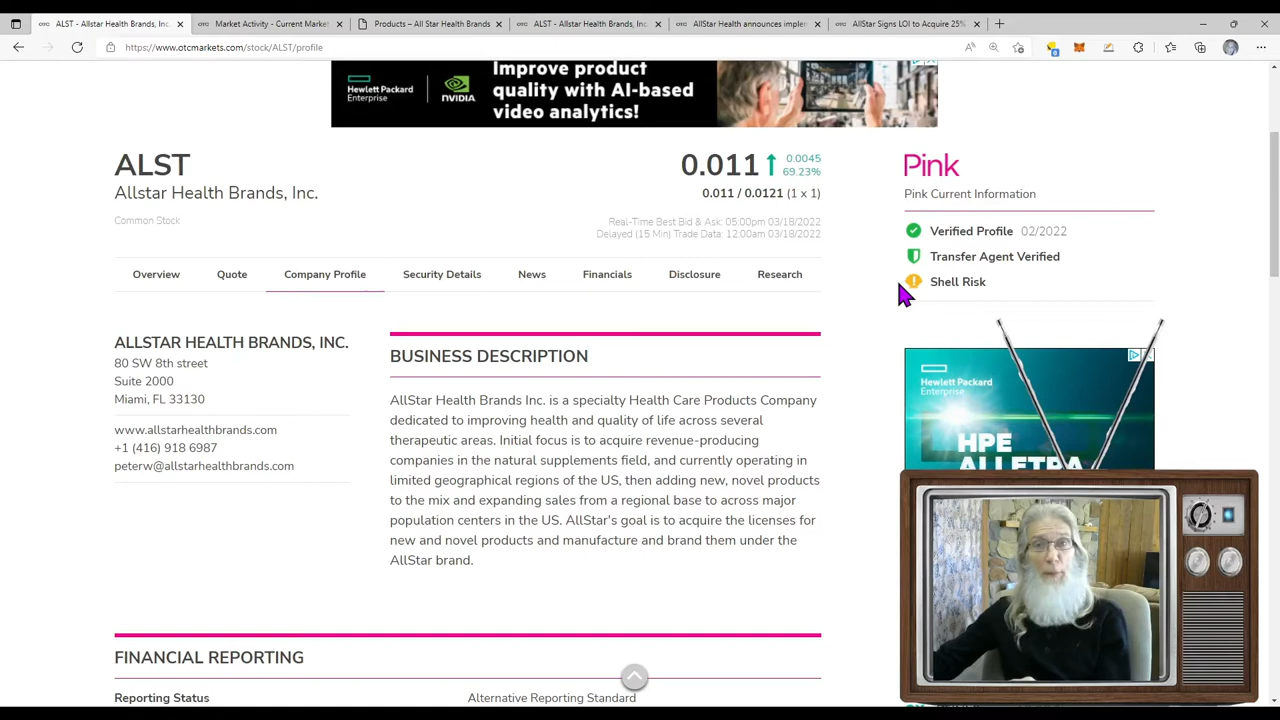 ALST - Allstar Health Brands, Inc.
Market Activity - Current Market
Products – All Star Health Brands
ALST - Allstar Health Brands, Inc.
AllStar Health announces implem
AllStar Signs LOI to Acquire 25%
https://www.otcmarkets.com/stock/ALST/profile
Hewlett Packard
Enterprise
NVIDIA
Improve product
quality with AI-based
video analytics!
ALST
Allstar Health Brands, Inc.
Common Stock
0.011
0.0045
69.23%
0.011 / 0.0121 (1 x 1)
Real-Time Best Bid & Ask: 05:00pm 03/18/2022
Delayed (15 Min) Trade Data: 12:00am 03/18/2022
Pink
Pink Current Information
Verified Profile 02/2022
Transfer Agent Verified
Shell Risk
Overview
Quote
Company Profile
Security Details
News
Financials
Disclosure
Research
ALLSTAR HEALTH BRANDS, INC.
80 SW 8th street
Suite 2000
Miami, FL 33130
www.allstarhealthbrands.com
+1 (416) 918 6987
peterw@allstarhealthbrands.com
BUSINESS DESCRIPTION
AllStar Health Brands Inc. is a specialty Health Care Products Company
dedicated to improving health and quality of life across several
therapeutic areas. Initial focus is to acquire revenue-producing
companies in the natural supplements field, and currently operating in
limited geographical regions of the US, then adding new, novel products
to the mix and expanding sales from a regional base to across major
population centers in the US. AllStar's goal is to acquire the licenses for
new and novel products and manufacture and brand them under the
AllStar brand.
Hewlett Packard
Enterprise
HPE
ALLETRA
FINANCIAL REPORTING
Reporting Status
Alternative Reporting Standard